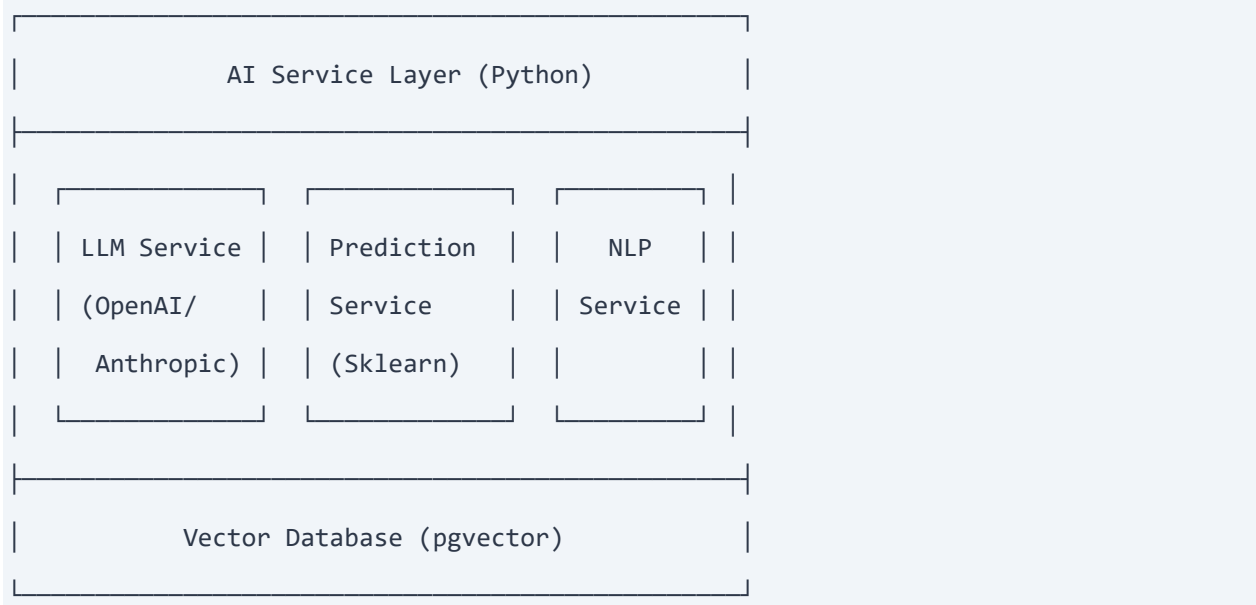 AI Service Layer (Python)
LLM Service Prediction NLP
(OpenAI/ Service Service
Anthropic) (Sklearn)
Vector Database (pgvector)